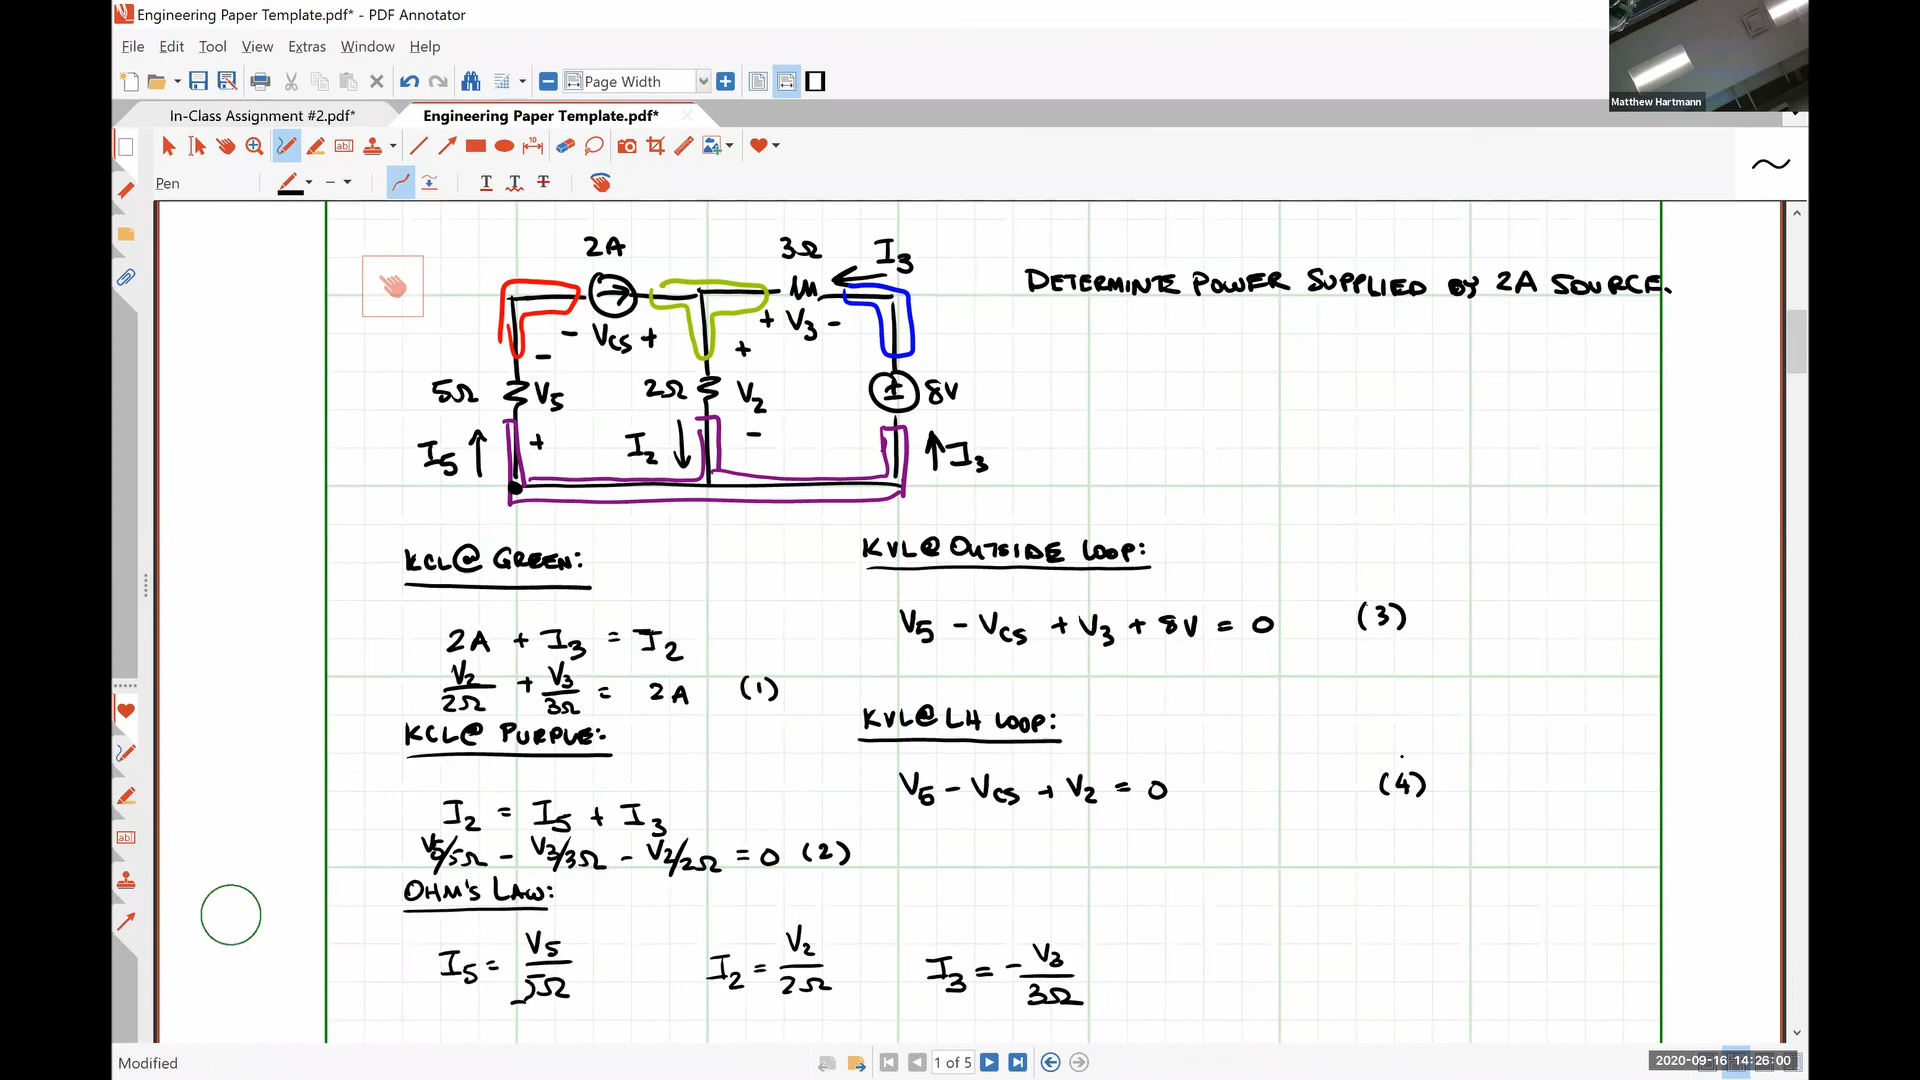 Engineering Paper Template.pdf* - PDF Annotator
File Edit Tool View Extras Window Help
Page Width
Matthew Hartmann
In-Class Assignment #2.pdf*
Engineering Paper Template.pdf*
Pen
2A
3Ω
I3
DETERMINTE POWER SUPPLIED BY 2A SOURCE.
- VCS +
+ V3 -
-
+
5Ω
V5
2Ω
V2
8V
I5
+
I2
-
I3
KCL@ GREEN:
KVL@ OUTSIDE LOOP:
2A + I3 = I2
V5 - VCS + V3 + 8V = 0 (3)
V2/2Ω + V3/3Ω = 2A (1)
KCL@ PURPLE:
KVL@ LH LOOP:
V5 - VCS + V2 = 0 (4)
I2 = I5 + I3
V5/5Ω - V3/3Ω - V2/2Ω = 0 (2)
OHM'S LAW:
I5 = V5/5Ω
I2 = V2/2Ω
I3 = - V3/3Ω
Modified
1 of 5
2020-09-16 14:26:00